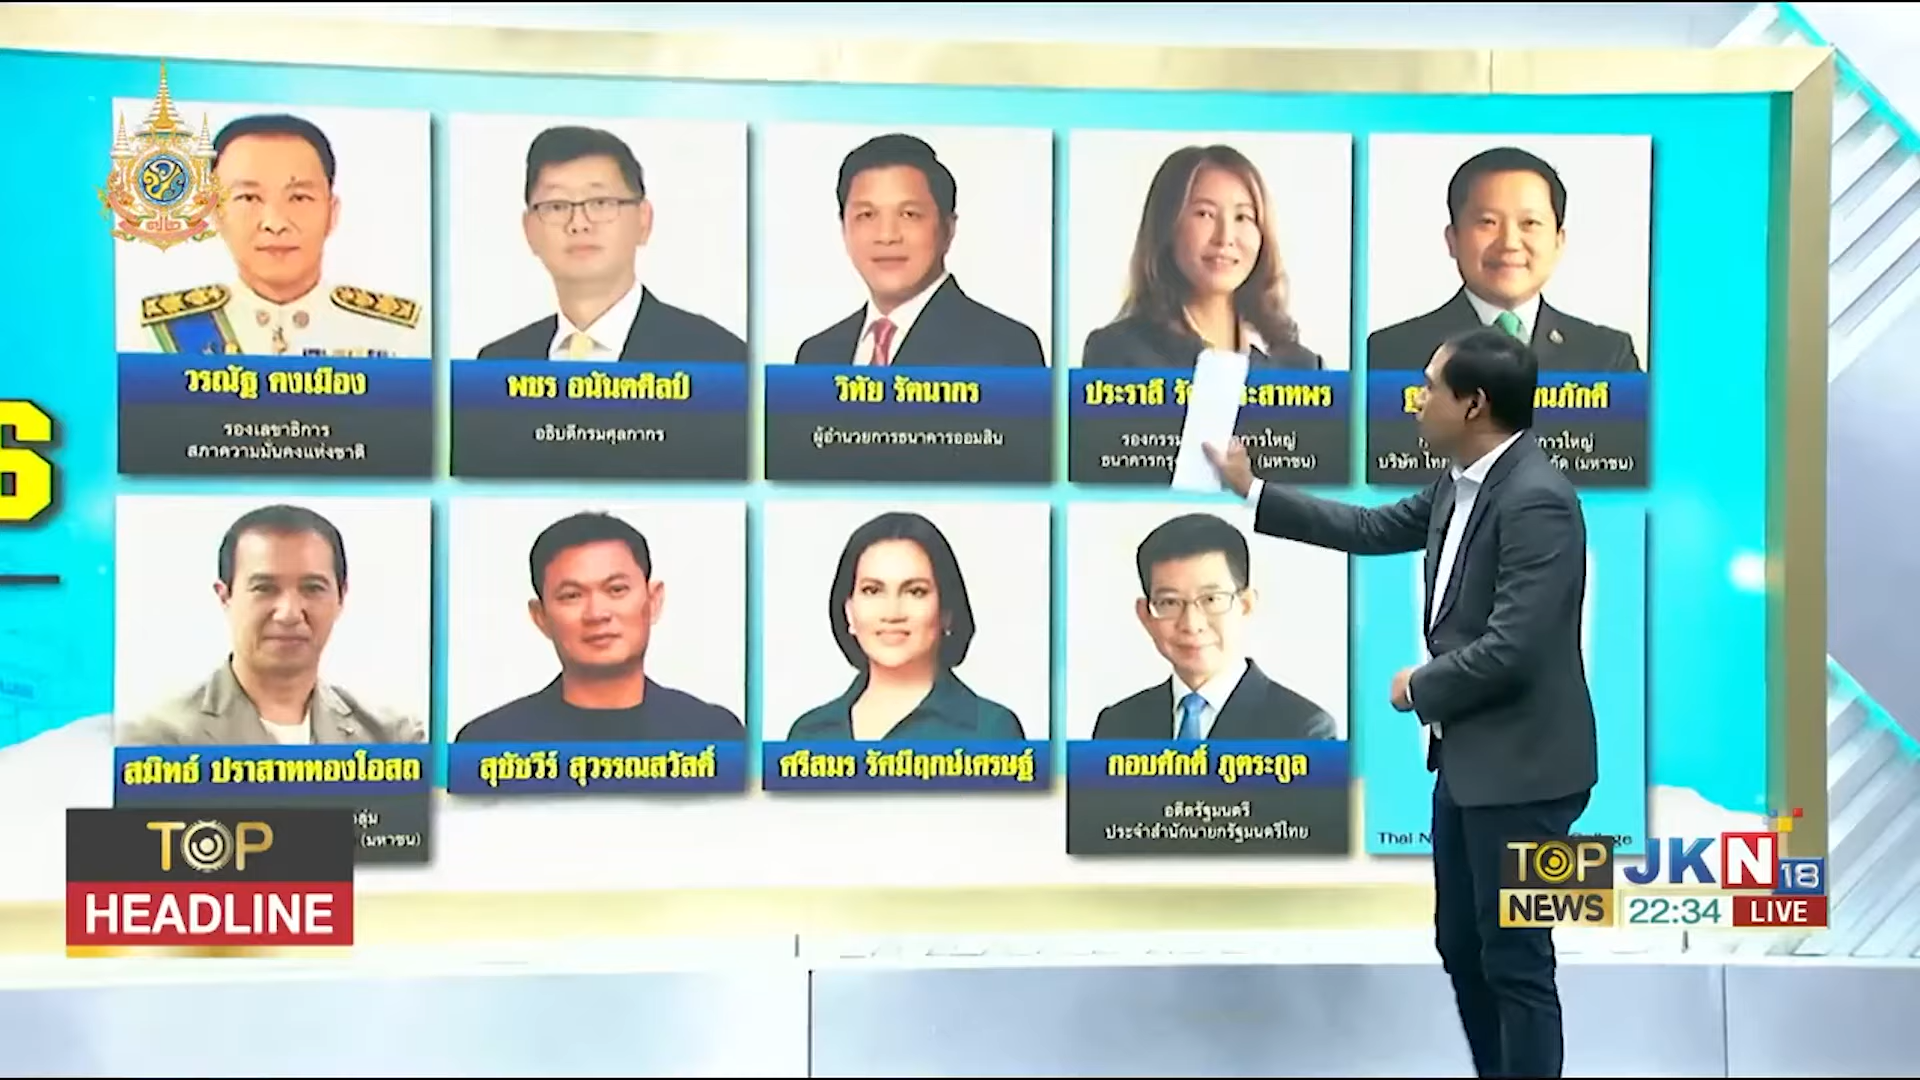 6
วรณัฐ คงเมือง
รองเลขาธิการ
สภาความมั่นคงแห่งชาติ
พชร อนันตศิลป์
อธิบดีกรมศุลกากร
วิทัย รัตนากร
ผู้อำนวยการธนาคารออมสิน
ประราลี
(มหาชน)
(มหาชน)
สมิทธ์ ปราสาททองโอสถ
(มหาชน)
สุชัชวีร์ สุวรรณสวัสดิ์
ศรีสมร รัศมีฤกษ์เศรษฐ์
กอบศักดิ์ ภูตระกูล
อดีตรัฐมนตรี
ประจำสำนักนายกรัฐมนตรีไทย
Thai
TOP
HEADLINE
TOP
NEWS
JKN
18
22:34
LIVE